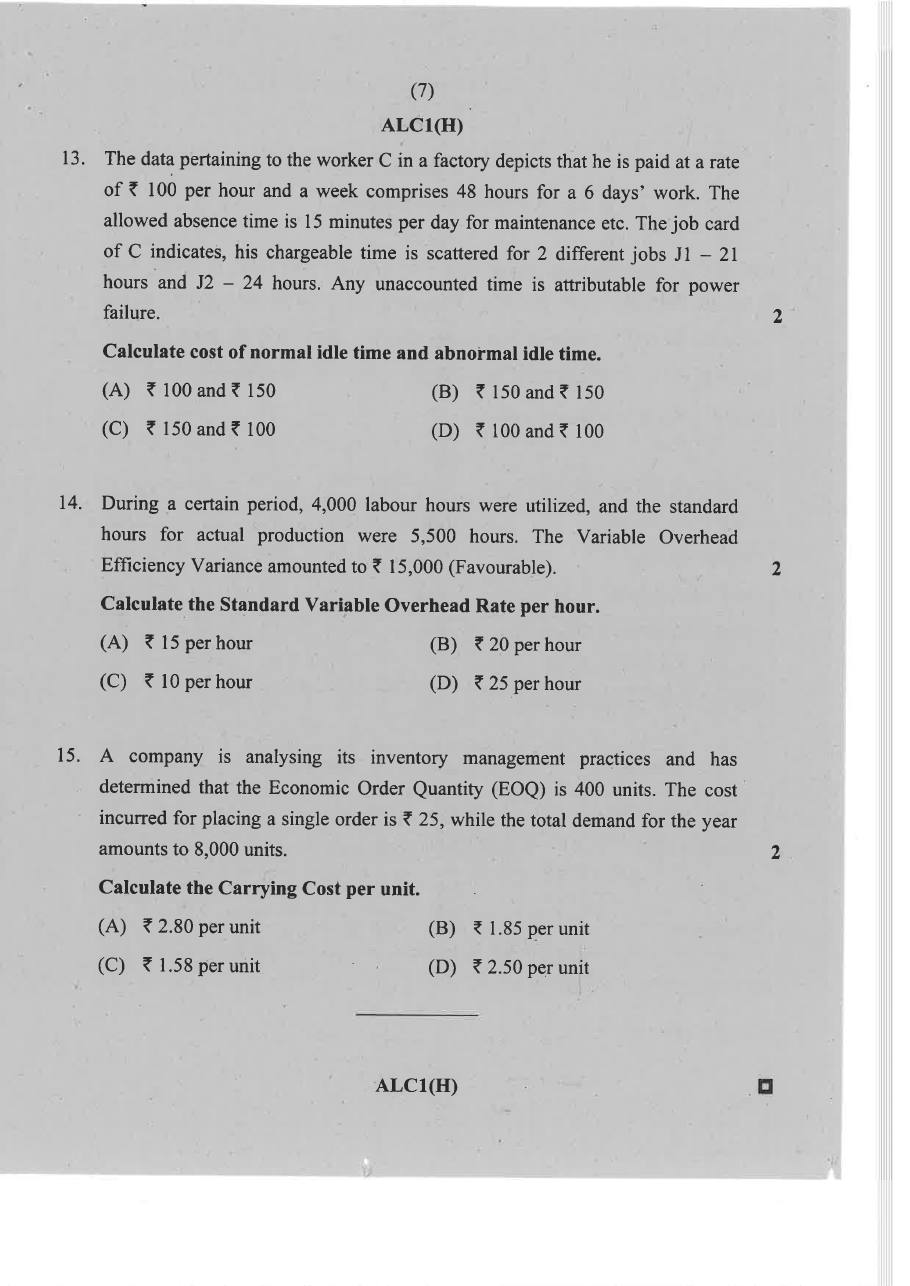 (7)
ALC1(H)
13. The data pertaining to the worker C in a factory depicts that he is paid at a rate
of ₹ 100 per hour and a week comprises 48 hours for a 6 days' work. The
allowed absence time is 15 minutes per day for maintenance etc. The job card
of C indicates, his chargeable time is scattered for 2 different jobs J1 – 21
hours and J2 – 24 hours. Any unaccounted time is attributable for power
failure. 2
Calculate cost of normal idle time and abnormal idle time.
(A) ₹ 100 and ₹ 150 (B) ₹ 150 and ₹ 150
(C) ₹ 150 and ₹ 100 (D) ₹ 100 and ₹ 100
14. During a certain period, 4,000 labour hours were utilized, and the standard
hours for actual production were 5,500 hours. The Variable Overhead
Efficiency Variance amounted to ₹ 15,000 (Favourable). 2
Calculate the Standard Variable Overhead Rate per hour.
(A) ₹ 15 per hour (B) ₹ 20 per hour
(C) ₹ 10 per hour (D) ₹ 25 per hour
15. A company is analysing its inventory management practices and has
determined that the Economic Order Quantity (EOQ) is 400 units. The cost
incurred for placing a single order is ₹ 25, while the total demand for the year
amounts to 8,000 units. 2
Calculate the Carrying Cost per unit.
(A) ₹ 2.80 per unit (B) ₹ 1.85 per unit
(C) ₹ 1.58 per unit (D) ₹ 2.50 per unit
ALC1(H)